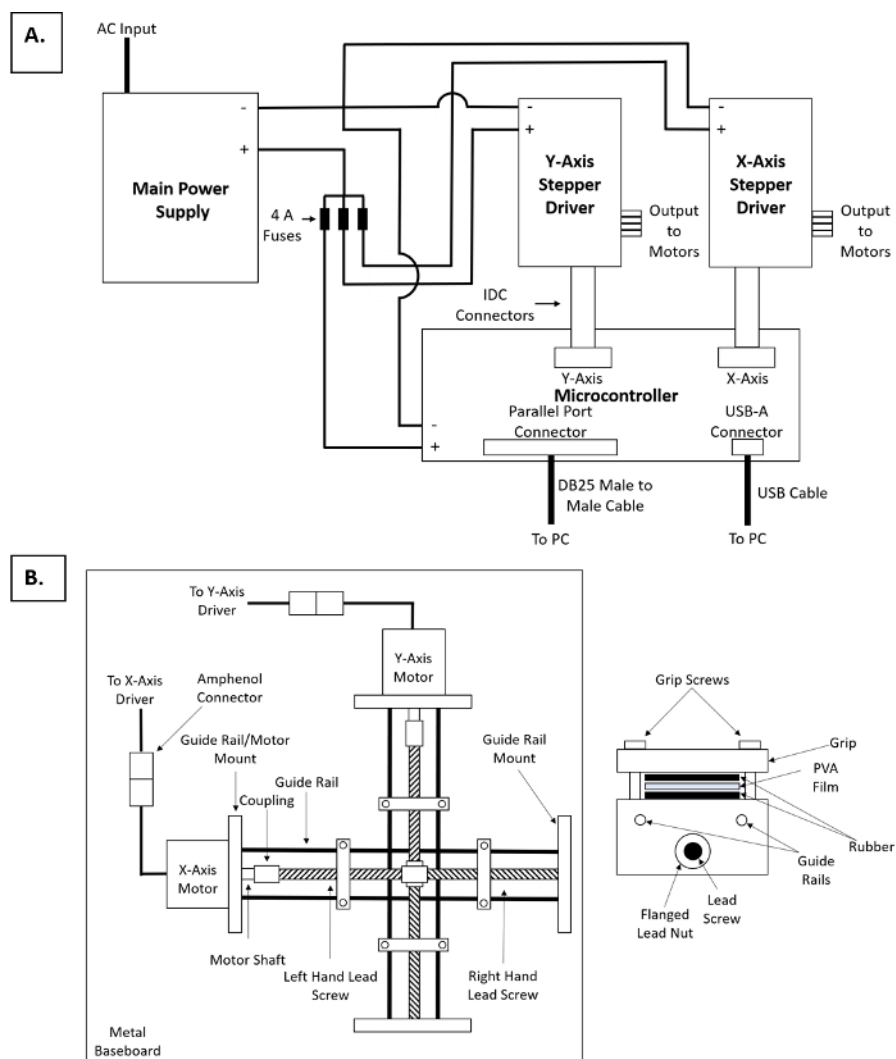 A.
AC Input
-
+
Main Power
Supply
4 A
Fuses
-
+
Y-Axis
Stepper
Driver
Output
to
Motors
-
+
X-Axis
Stepper
Driver
Output
to
Motors
IDC
Connectors
Y-Axis
X-Axis
Microcontroller
Parallel Port
Connector
USB-A
Connector
-
+
DB25 Male to
Male Cable
USB Cable
To PC
To PC
B.
To Y-Axis
Driver
Y-Axis
Motor
To X-Axis
Driver
Amphenol
Connector
Guide Rail/Motor
Mount
Coupling
Guide Rail
Guide Rail
Mount
X-Axis
Motor
Motor Shaft
Left Hand Lead
Screw
Right Hand
Lead Screw
Metal
Baseboard
Grip Screws
Grip
PVA
Film
Rubber
Guide
Rails
Flanged
Lead Nut
Lead
Screw